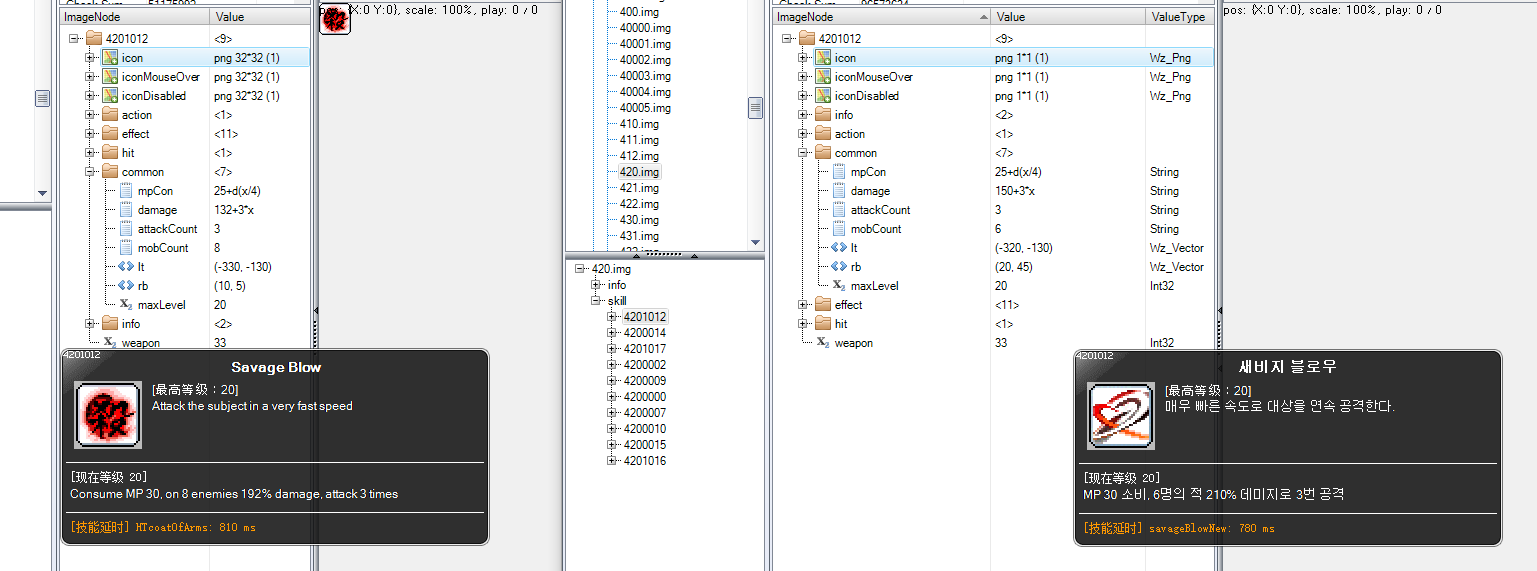 ImageNode Value
4201012 <9>
icon png 32*32 (1)
iconMouseOver png 32*32 (1)
iconDisabled png 32*32 (1)
action <1>
effect <11>
hit <1>
common <7>
mpCon 25+d(x/4)
damage 132+3*x
attackCount 3
mobCount 8
lt (-330, -130)
rb (10, 5)
maxLevel 20
info <2>
weapon 33
{X:0 Y:0}, scale: 100%, play: 0 / 0
4201012
Savage Blow
[最高等级：20]
Attack the subject in a very fast speed
[现在等级 20]
Consume MP 30, on 8 enemies 192% damage, attack 3 times
[技能延时] HTcoatOfArms: 810 ms
400.img
40000.img
40001.img
40002.img
40003.img
40004.img
40005.img
410.img
411.img
412.img
420.img
421.img
422.img
430.img
431.img
420.img
info
skill
4201012
4200014
4201017
4200002
4200009
4200000
4200007
4200010
4200015
4201016
ImageNode Value ValueType
4201012 <9>
icon png 1*1 (1) Wz_Png
iconMouseOver png 1*1 (1) Wz_Png
iconDisabled png 1*1 (1) Wz_Png
info <2>
action <1>
common <7>
mpCon 25+d(x/4) String
damage 150+3*x String
attackCount 3 String
mobCount 6 String
lt (-320, -130) Wz_Vector
rb (20, 45) Wz_Vector
maxLevel 20 Int32
effect <11>
hit <1>
weapon 33 Int32
pos: {X:0 Y:0}, scale: 100%, play: 0 / 0
4201012
새비지 블로우
[最高等级：20]
매우 빠른 속도로 대상을 연속 공격한다.
[现在等级 20]
MP 30 소비, 6명의 적 210% 데미지로 3번 공격
[技能延时] savageBlowNew: 780 ms